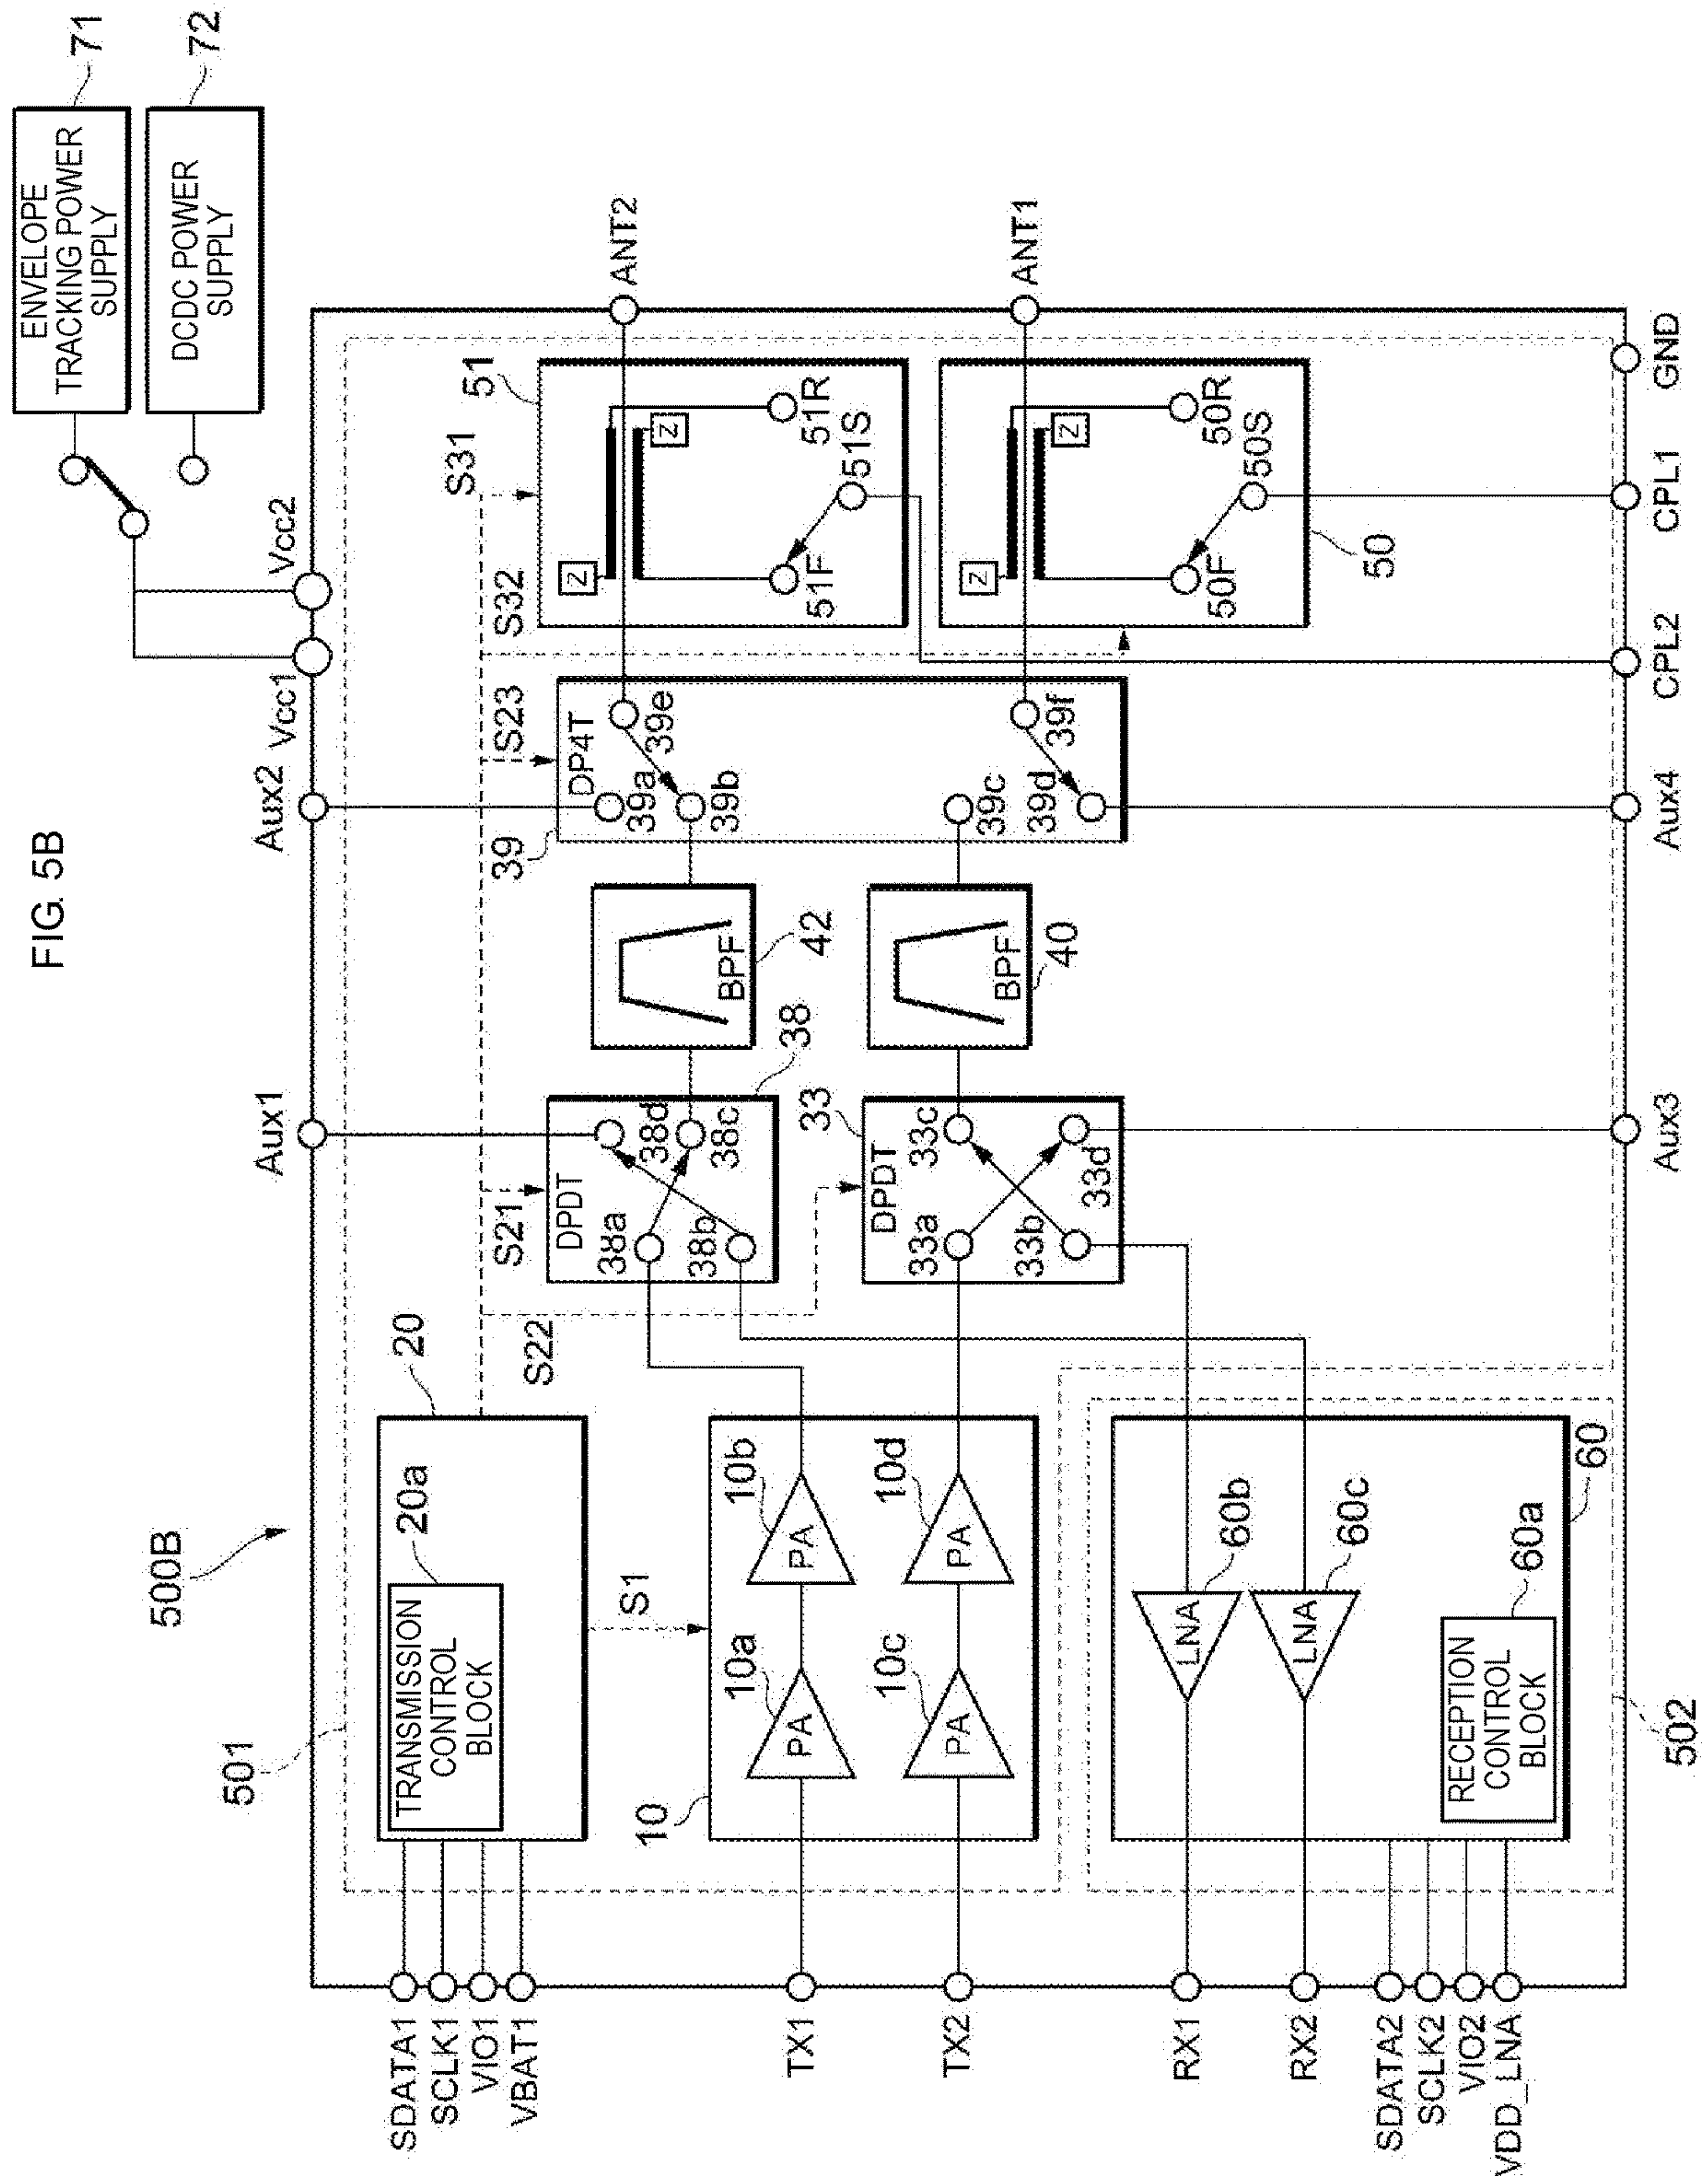 FIG. 5B
500B
ENVELOPE
TRACKING POWER
SUPPLY
71
DCDC POWER
SUPPLY
72
Aux1
Aux2
Vcc1
Vcc2
501
20
TRANSMISSION
CONTROL
BLOCK
20a
SDATA1
SCLK1
VIO1
VBAT1
S1
S21
S22
S23
S32
S31
10
10a
PA
10b
PA
10c
PA
10d
PA
TX1
TX2
DPDT
38
38a
38b
38d
38c
BPF
42
DPDT
33
33a
33b
33c
33d
BPF
40
39
DP4T
39a
39b
39e
39c
39d
39f
51
Z
Z
51F
51R
51S
ANT2
Z
Z
50F
50R
50S
50
ANT1
LNA
60b
LNA
60c
RECEPTION
CONTROL
BLOCK
60a
60
502
RX1
RX2
SDATA2
SCLK2
VIO2
VDD_LNA
Aux3
Aux4
CPL2
CPL1
GND